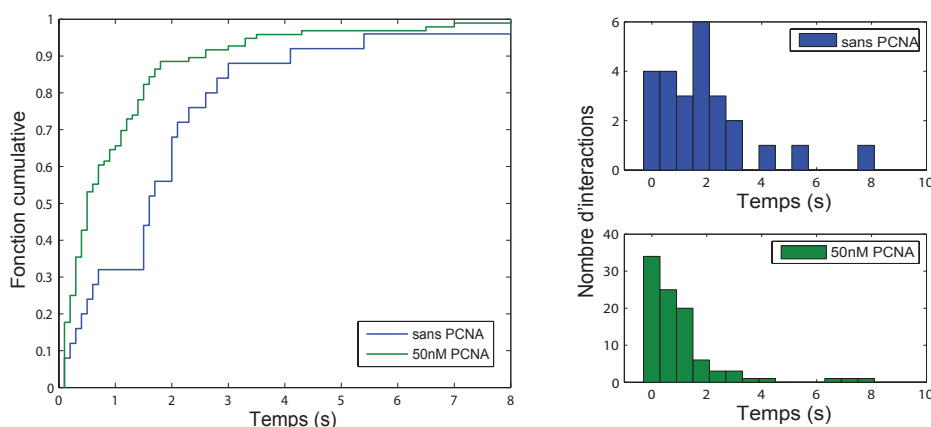 Fonction cumulative
1
0.9
0.8
0.7
0.6
0.5
0.4
0.3
0.2
0.1
0
0 1 2 3 4 5 6 7 8
Temps (s)
sans PCNA
50nM PCNA
Nombre d'interactions
6
4
2
0
0 2 4 6 8 10
Temps (s)
sans PCNA
40
30
20
10
0
0 2 4 6 8 10
Temps (s)
50nM PCNA